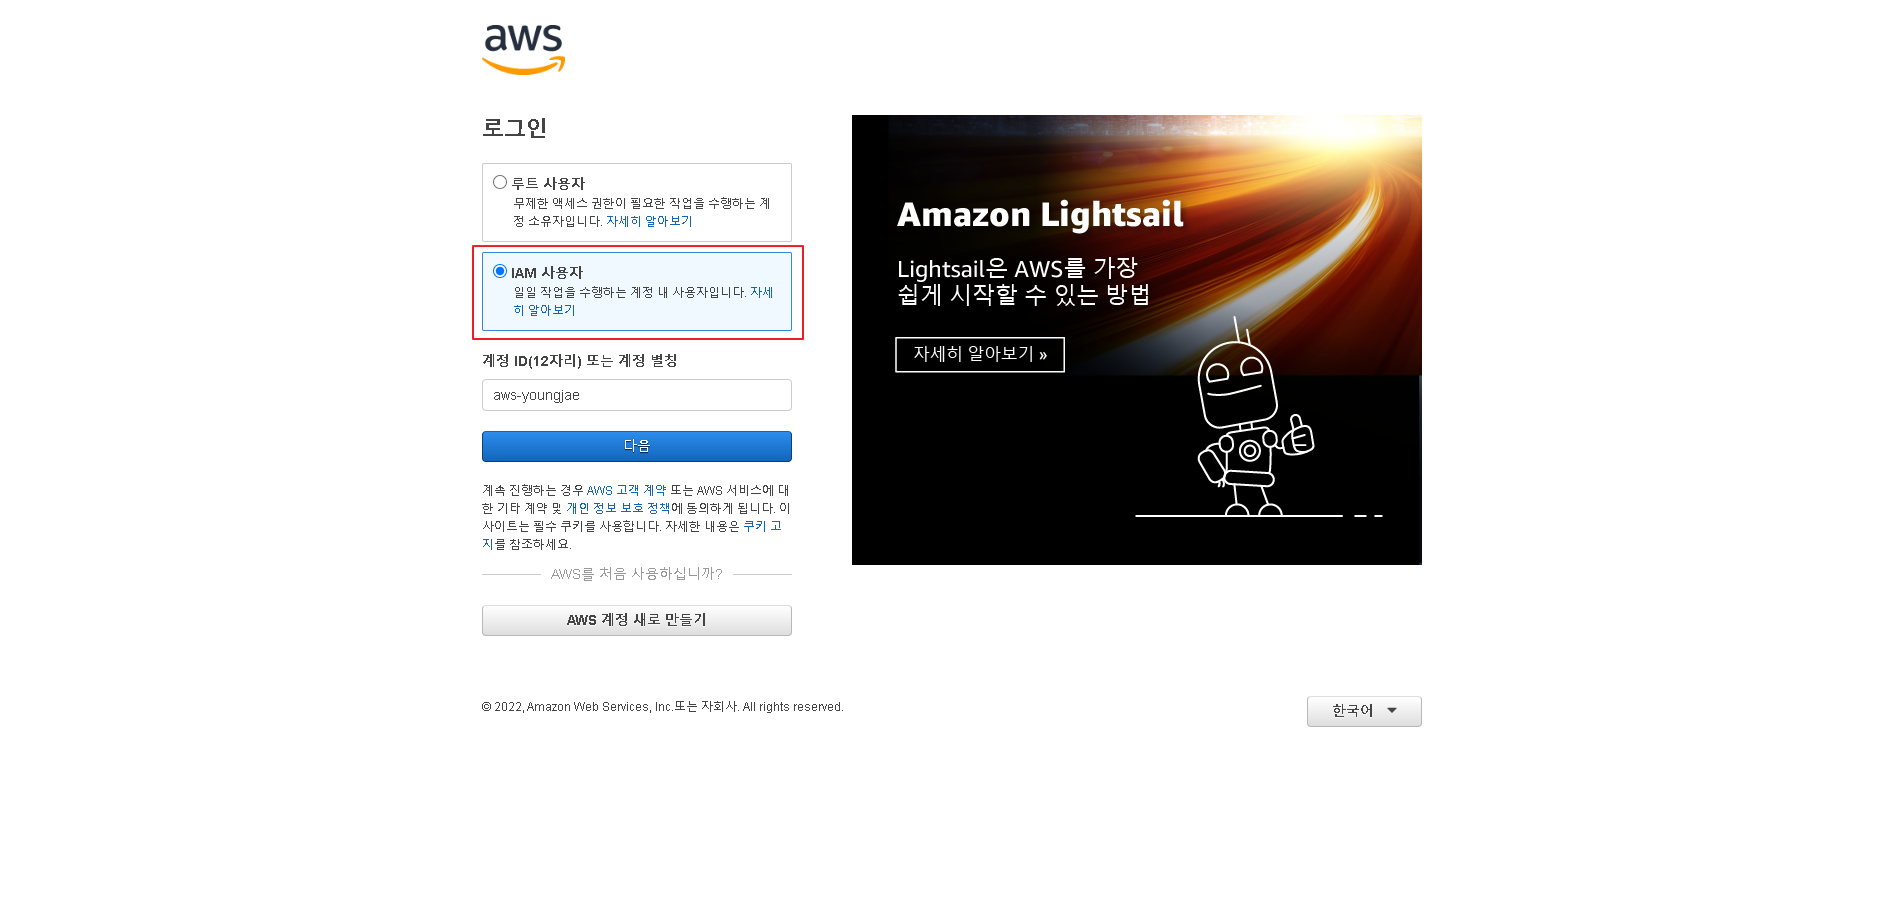 aws
로그인
루트 사용자
무제한 액세스 권한이 필요한 작업을 수행하는 계
정 소유자입니다. 자세히 알아보기
IAM 사용자
일일 작업을 수행하는 계정 내 사용자입니다. 자세
히 알아보기
계정 ID(12자리) 또는 계정 별칭
aws-youngjae
다음
계속 진행하는 경우 AWS 고객 계약 또는 AWS 서비스에 대
한 기타 계약 및 개인 정보 보호 정책에 동의하게 됩니다. 이
사이트는 필수 쿠키를 사용합니다. 자세한 내용은 쿠키 고
지를 참조하세요.
AWS를 처음 사용하십니까?
AWS 계정 새로 만들기
Amazon Lightsail
Lightsail은 AWS를 가장
쉽게 시작할 수 있는 방법
자세히 알아보기 »
© 2022, Amazon Web Services, Inc.또는 자회사. All rights reserved.
한국어